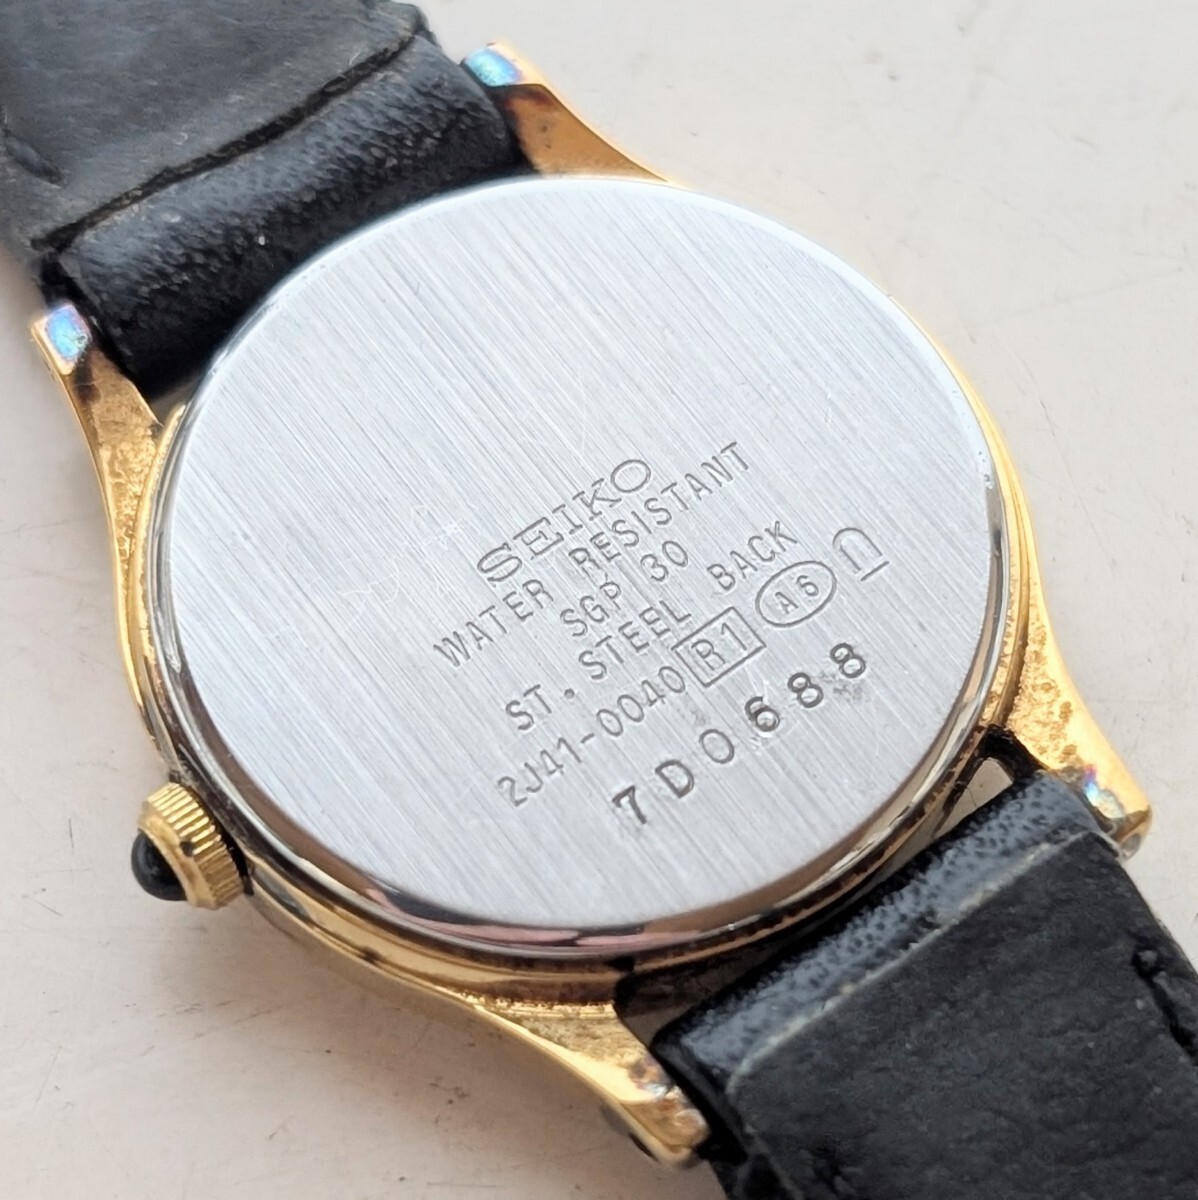 SEIKO
WATER RESISTANT
SGP 30
ST. STEEL BACK
2J41-0040 R1 A6 n
7D0688